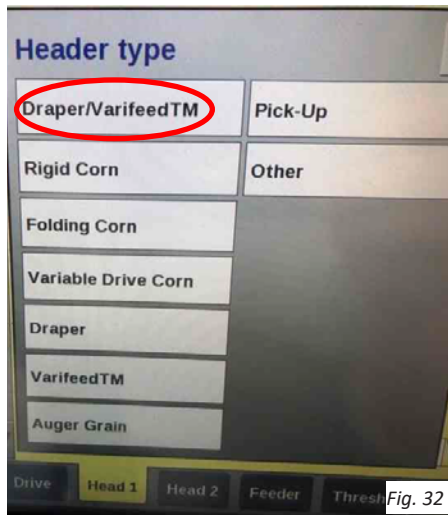 Header type
Draper/VarifeedTM
Pick-Up
Rigid Corn
Other
Folding Corn
Variable Drive Corn
Draper
VarifeedTM
Auger Grain
Drive
Head 1
Head 2
Feeder
Thresh
Fig. 32